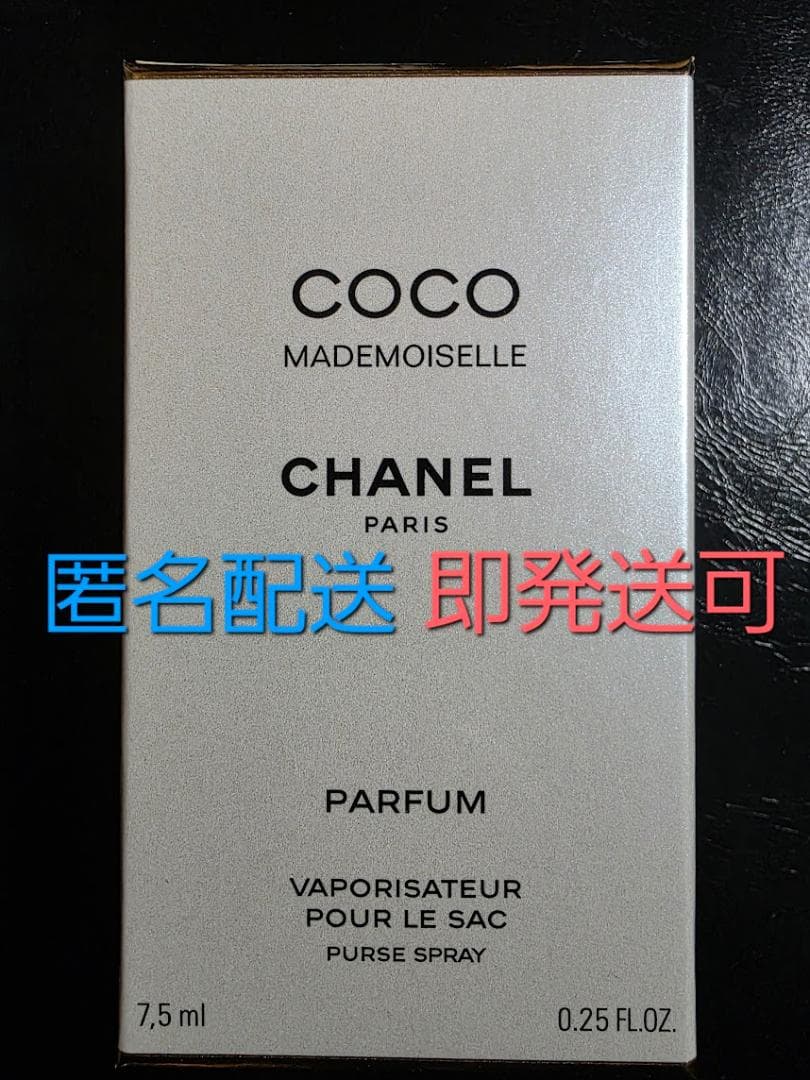 COCO
MADEMOISELLE
CHANEL
PARIS
匿名配送 即発送可
PARFUM
VAPORISATEUR
POUR LE SAC
PURSE SPRAY
7,5 ml 0.25 FL.OZ.